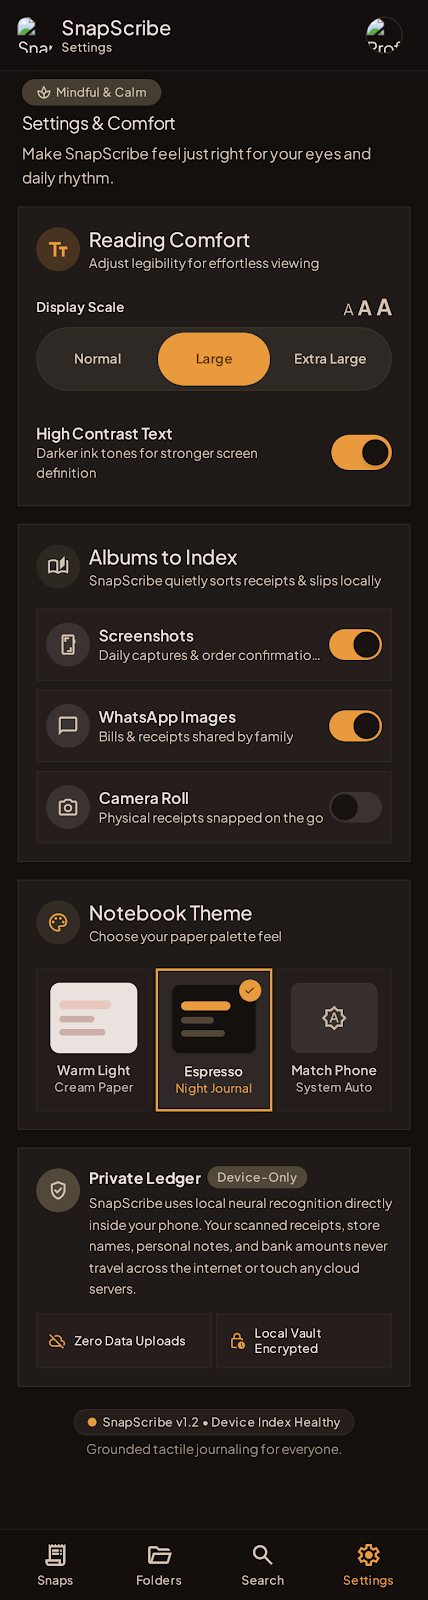 SnapScribe
Settings
Mindful & Calm
Settings & Comfort
Make SnapScribe feel just right for your eyes and
daily rhythm.
Reading Comfort
Adjust legibility for effortless viewing
Display Scale
A A A
Normal
Large
Extra Large
High Contrast Text
Darker ink tones for stronger screen
definition
Albums to Index
SnapScribe quietly sorts receipts & slips locally
Screenshots
Daily captures & order confirmatio...
WhatsApp Images
Bills & receipts shared by family
Camera Roll
Physical receipts snapped on the go
Notebook Theme
Choose your paper palette feel
Warm Light
Cream Paper
Espresso
Night Journal
A
Match Phone
System Auto
Private Ledger
Device-Only
SnapScribe uses local neural recognition directly
inside your phone. Your scanned receipts, store
names, personal notes, and bank amounts never
travel across the internet or touch any cloud
servers.
Zero Data Uploads
Local Vault
Encrypted
SnapScribe v1.2 • Device Index Healthy
Grounded tactile journaling for everyone.
Snaps
Folders
Search
Settings